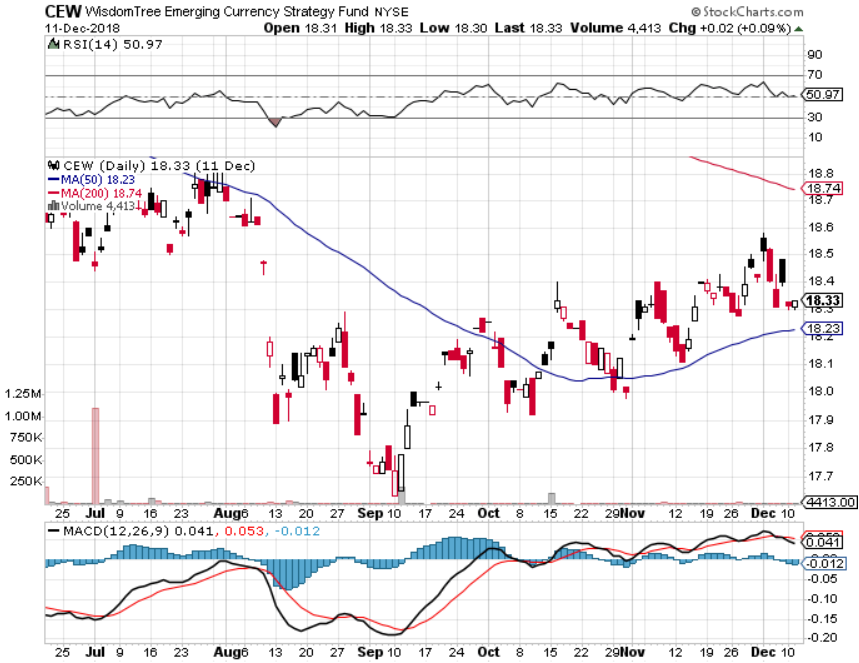 CEW WisdomTree Emerging Currency Strategy Fund NYSE © StockCharts.com
11-Dec-2018 Open 18.31 High 18.33 Low 18.30 Last 18.33 Volume 4,413 Chg +0.02 (+0.09%)
RSI(14) 50.97
90
70
50.97
30
10
CEW (Daily) 18.33 (11 Dec)
MA(50) 18.23
MA(200) 18.74
Volume 4,413
18.8
18.74
18.7
18.6
18.5
18.4
18.33
18.3
18.23
18.2
18.1
18.0
17.9
17.8
17.7
1.25M
1.00M
750K
500K
250K
4413.00
25 Jul 9 16 23 Aug 6 13 20 27 Sep 10 17 24 Oct 8 15 22 29 Nov 12 19 26 Dec 10
MACD(12,26,9) 0.041, 0.053, -0.012
0.041
-0.012
-0.05
-0.10
-0.15
-0.20
25 Jul 9 16 23 Aug 6 13 20 27 Sep 10 17 24 Oct 8 15 22 29 Nov 12 19 26 Dec 10